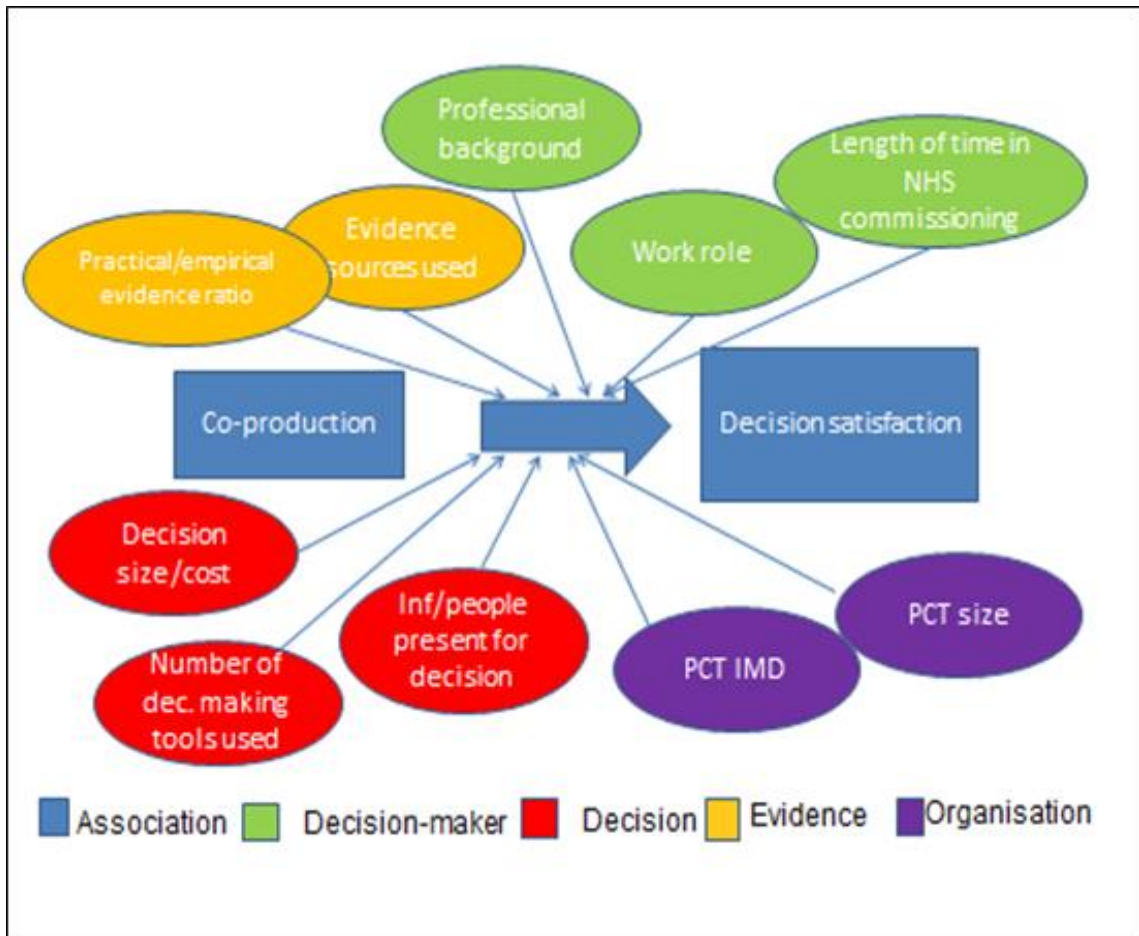 Professional
background
Length of time in
NHS
commissioning
Evidence
sources used
Work role
Practical/empirical
evidence ratio
Co-production
Decision satisfaction
Decision
size/cost
Inf/people
present for
decision
PCT size
PCT IMD
Number of
dec. making
tools used
Association
Decision-maker
Decision
Evidence
Organisation